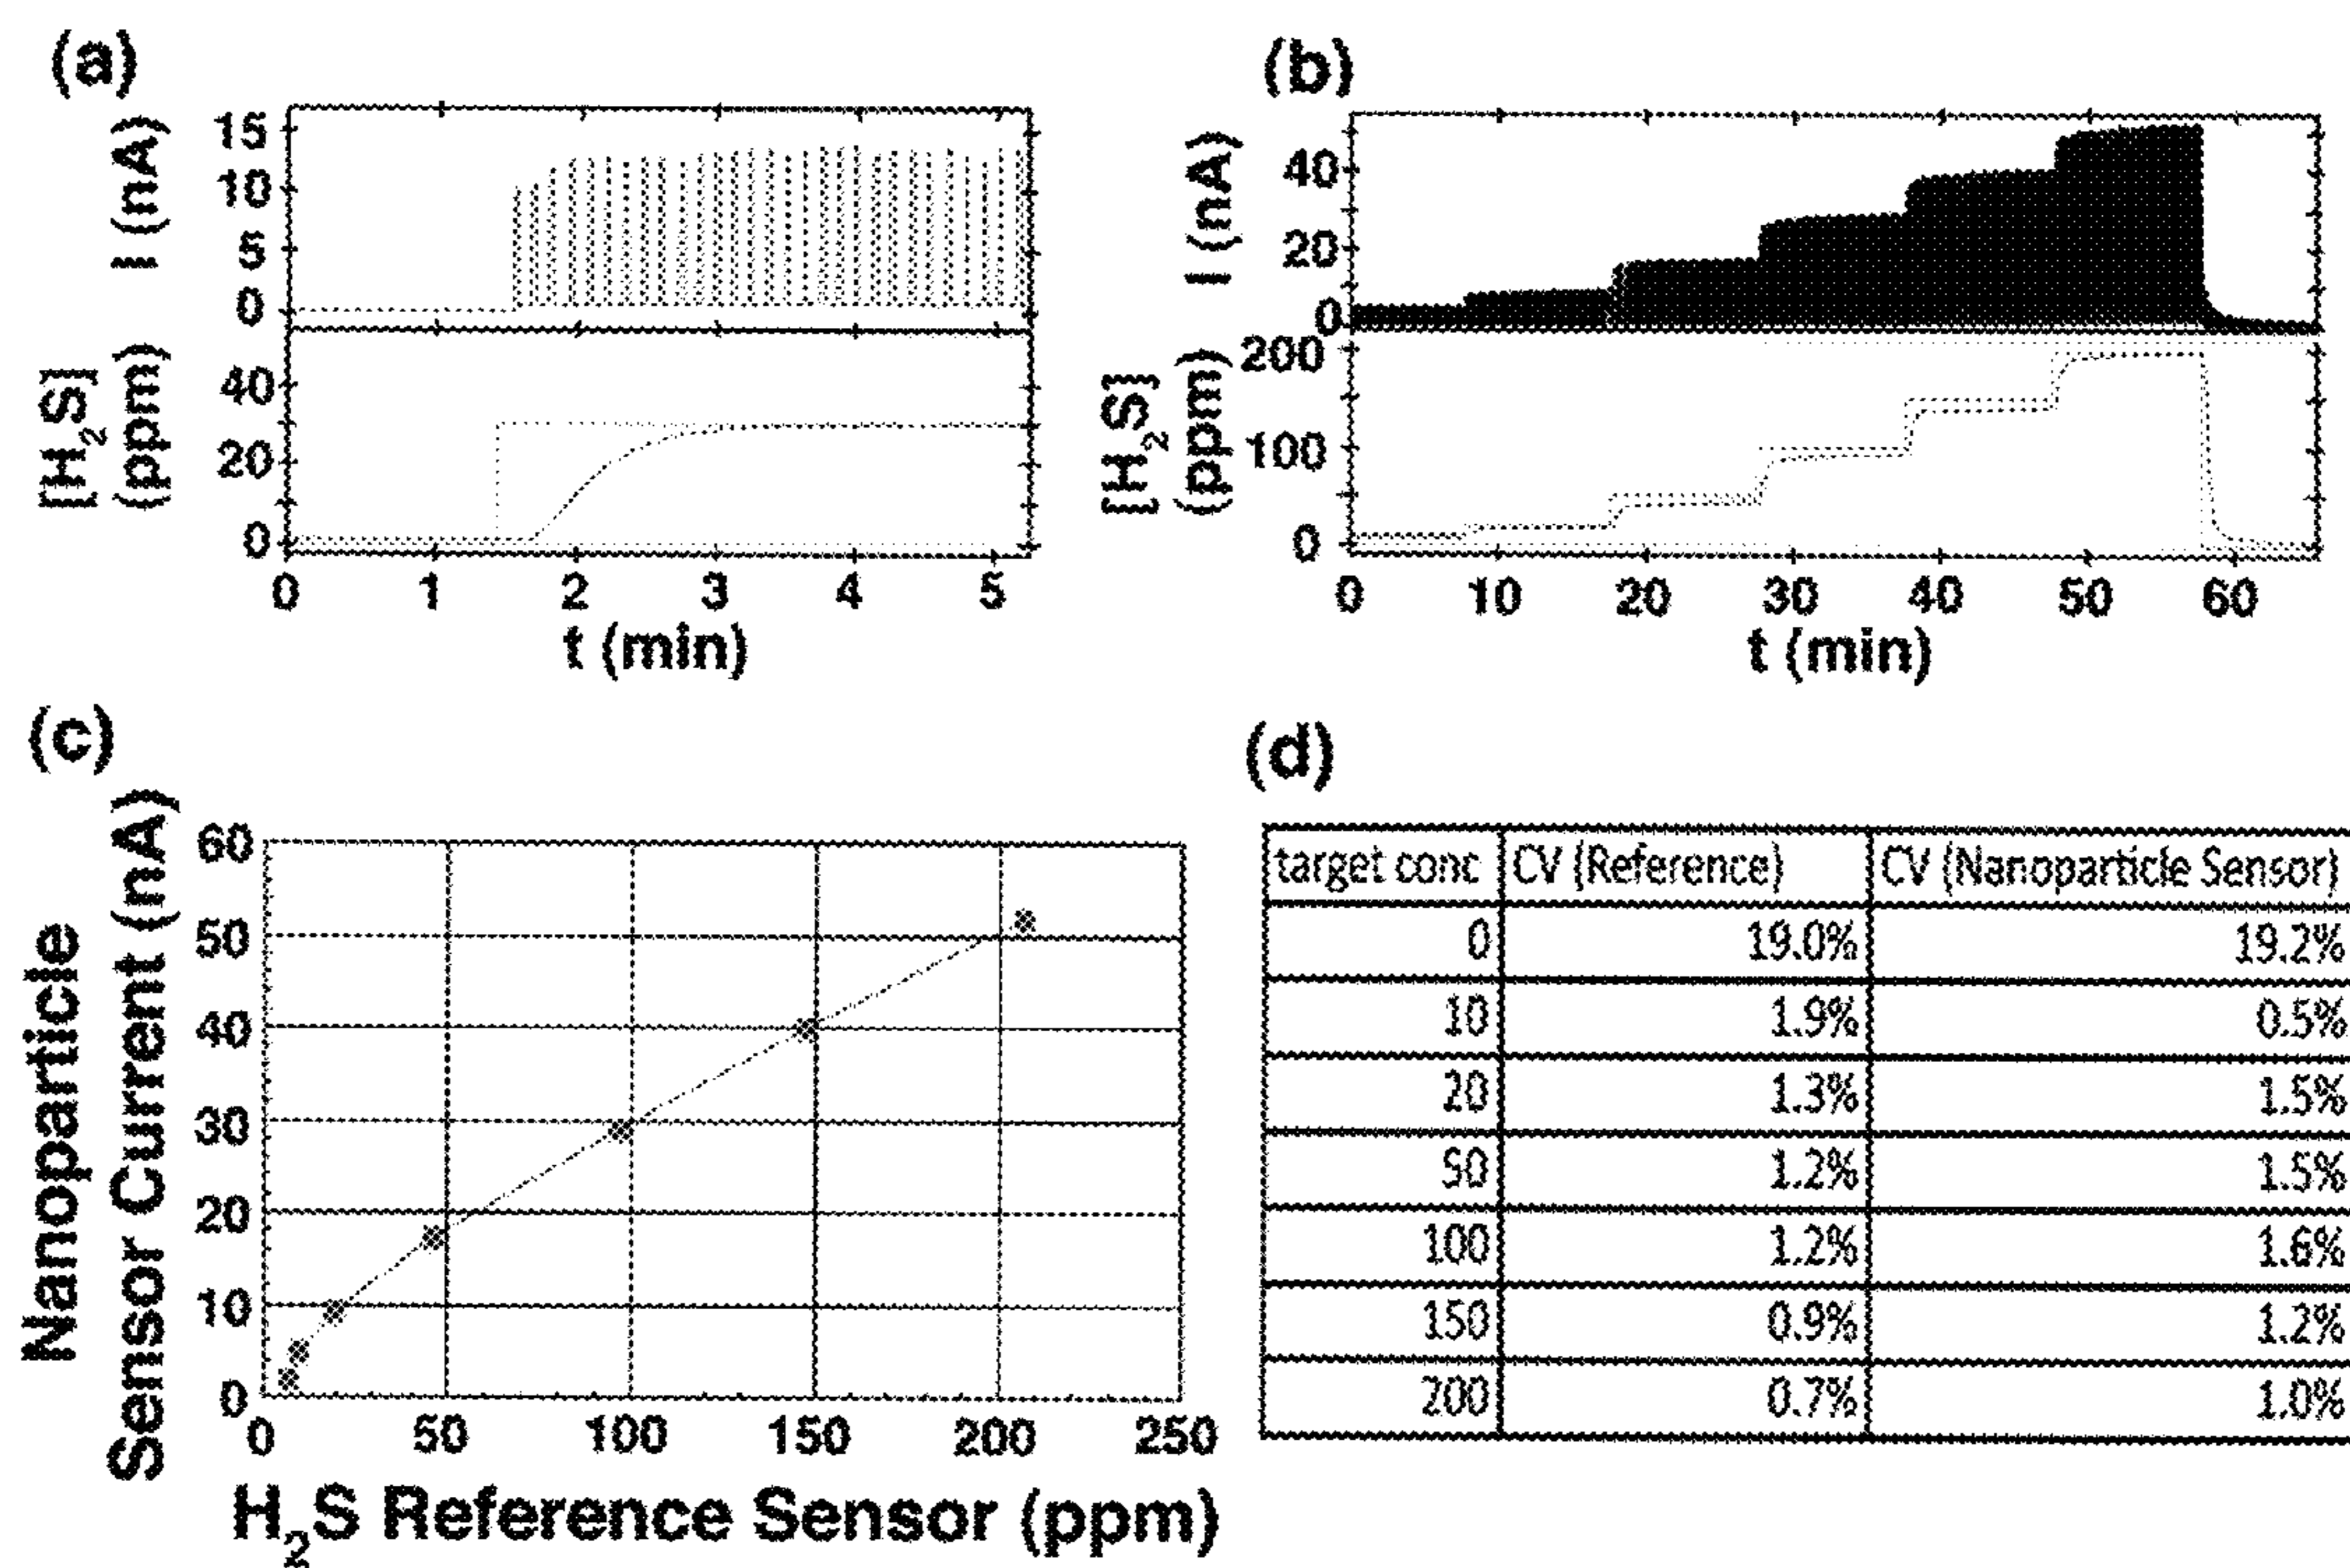 (a)
I (nA)
15
10
5
0
[H₂S]
(ppm)
40
20
0
0 1 2 3 4 5
t (min)
(b)
I (nA)
40
20
0
[H₂S]
(ppm)
200
100
0
0 10 20 30 40 50 60
t (min)
(c)
Nanoparticle
Sensor Current (nA)
60
50
40
30
20
10
0
0 50 100 150 200 250
H₂S Reference Sensor (ppm)
(d)
target conc CV (Reference) CV (Nanoparticle Sensor)
0 19.0% 19.2%
10 1.9% 0.5%
20 1.3% 1.5%
50 1.2% 1.5%
100 1.2% 1.6%
150 0.9% 1.2%
200 0.7% 1.0%